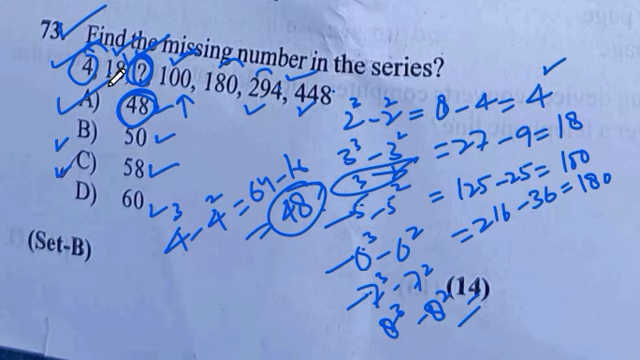 73. Find the missing number in the series?
4, 18, ?, 100, 180, 294, 448
A) 48
B) 50
C) 58
D) 60
(Set-B)
(14)
2³ - 2² = 8 - 4 = 4
3³ - 3² = 27 - 9 = 18
4³ - 4² = 64 - 16
= 48
5³ - 5² = 125 - 25 = 100
6³ - 6² = 216 - 36 = 180
7³ - 7²
8³ - 8²